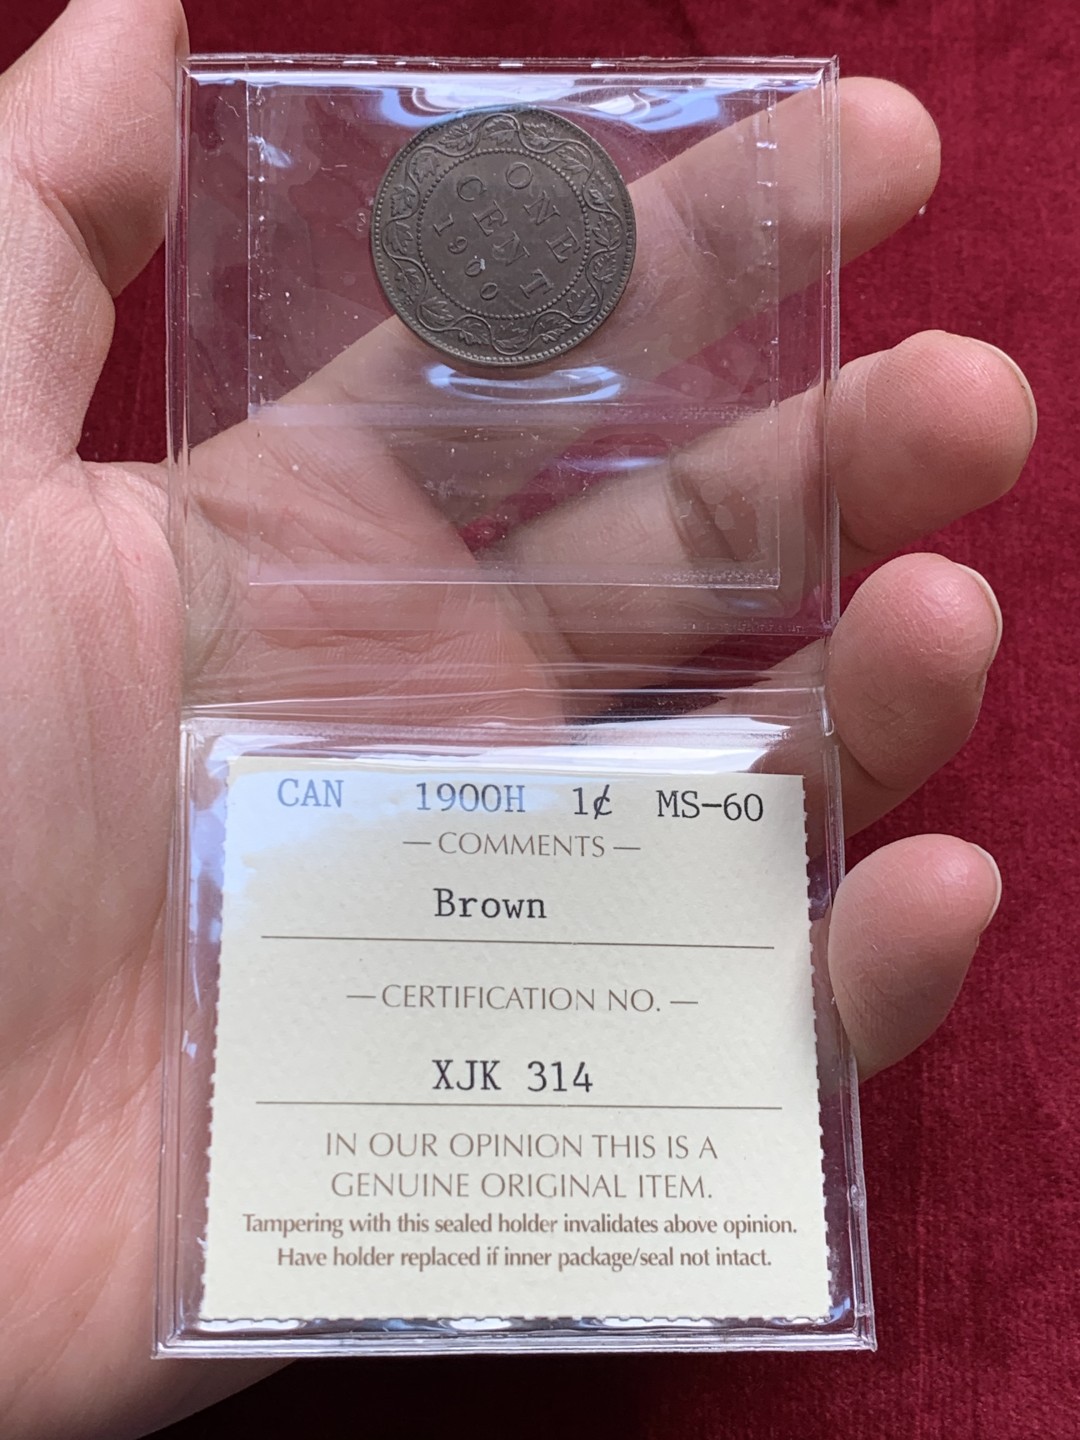 ONE
CENT
1900
CAN 1900H 1¢ MS-60
— COMMENTS —
Brown
— CERTIFICATION NO. —
XJK 314
IN OUR OPINION THIS IS A
GENUINE ORIGINAL ITEM.
Tampering with this sealed holder invalidates above opinion.
Have holder replaced if inner package/seal not intact.